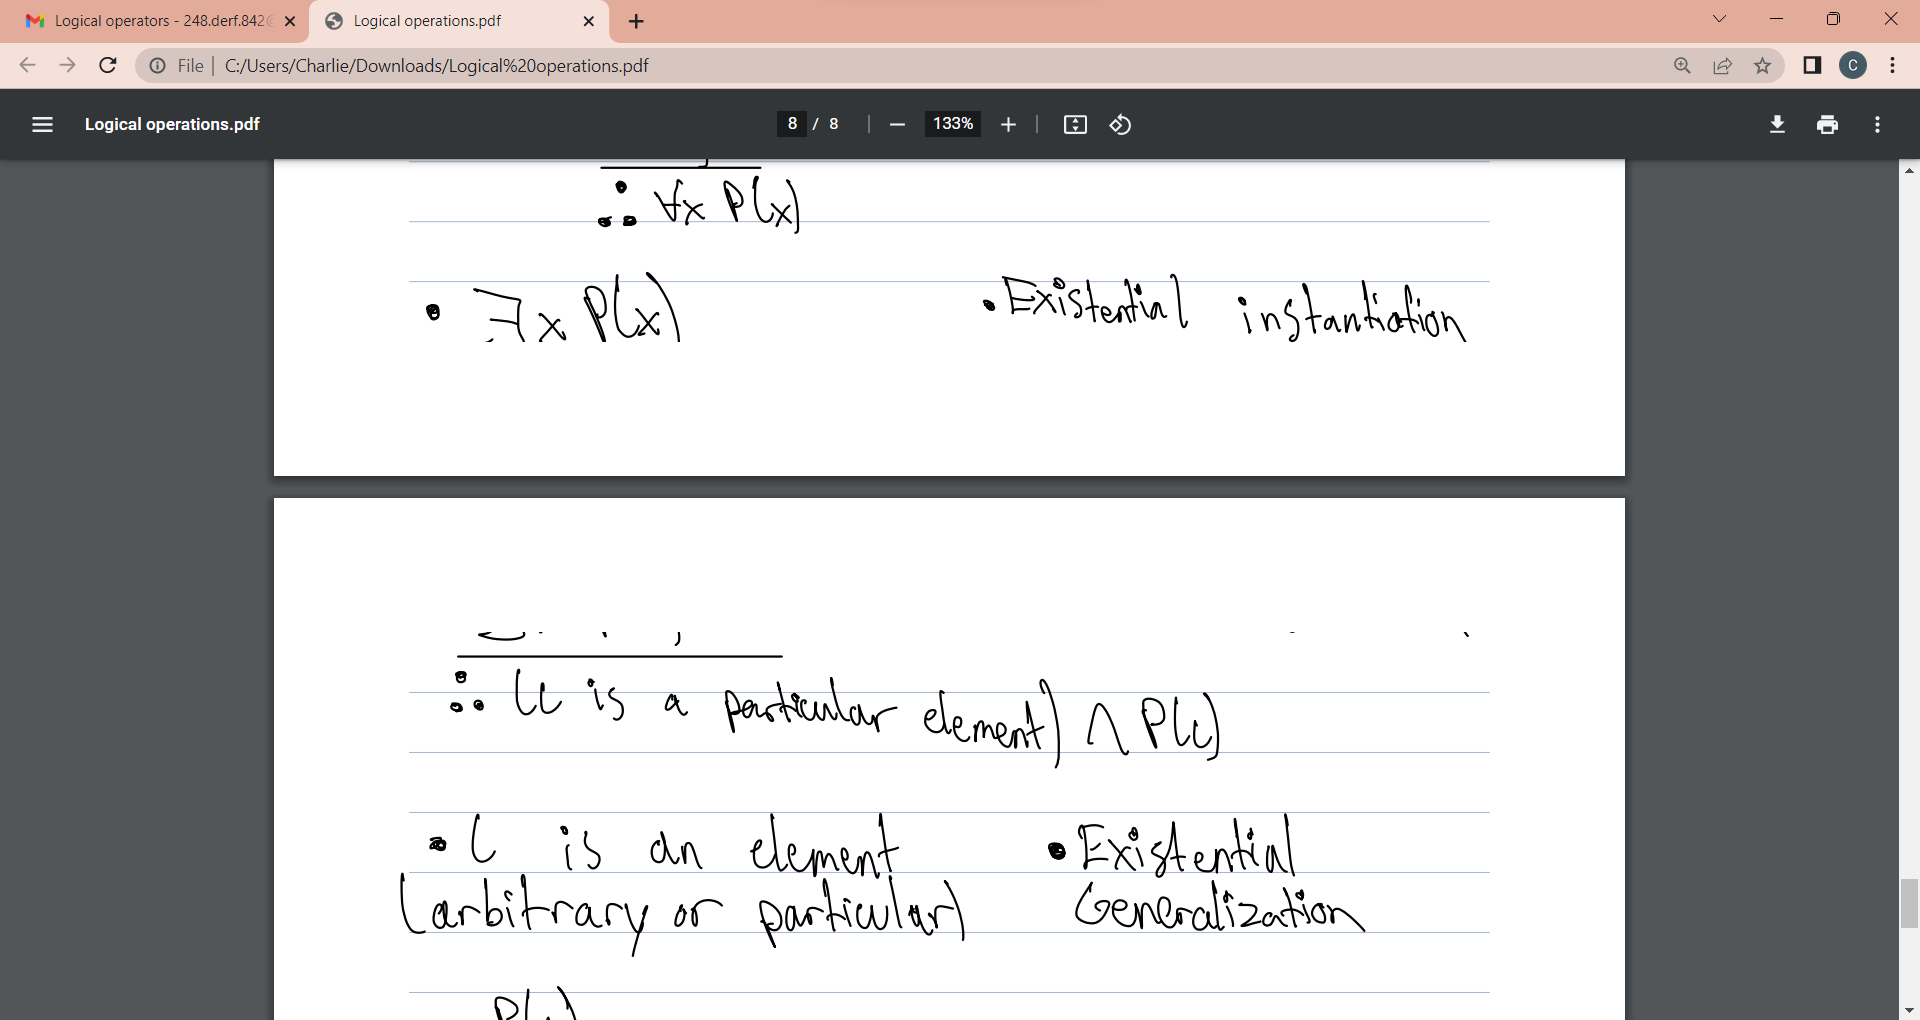 Logical operators - 248.derf.842@
Logical operations.pdf
File | C:/Users/Charlie/Downloads/Logical%20operations.pdf
C
Logical operations.pdf
8 / 8
133%
∴ ∀x P(x)
• ∃x P(x)
• Existential instantiation
∴ (c is a particular element) ∧ P(c)
• c is an element
• Existential
(arbitrary or particular)
Generalization
P(c)